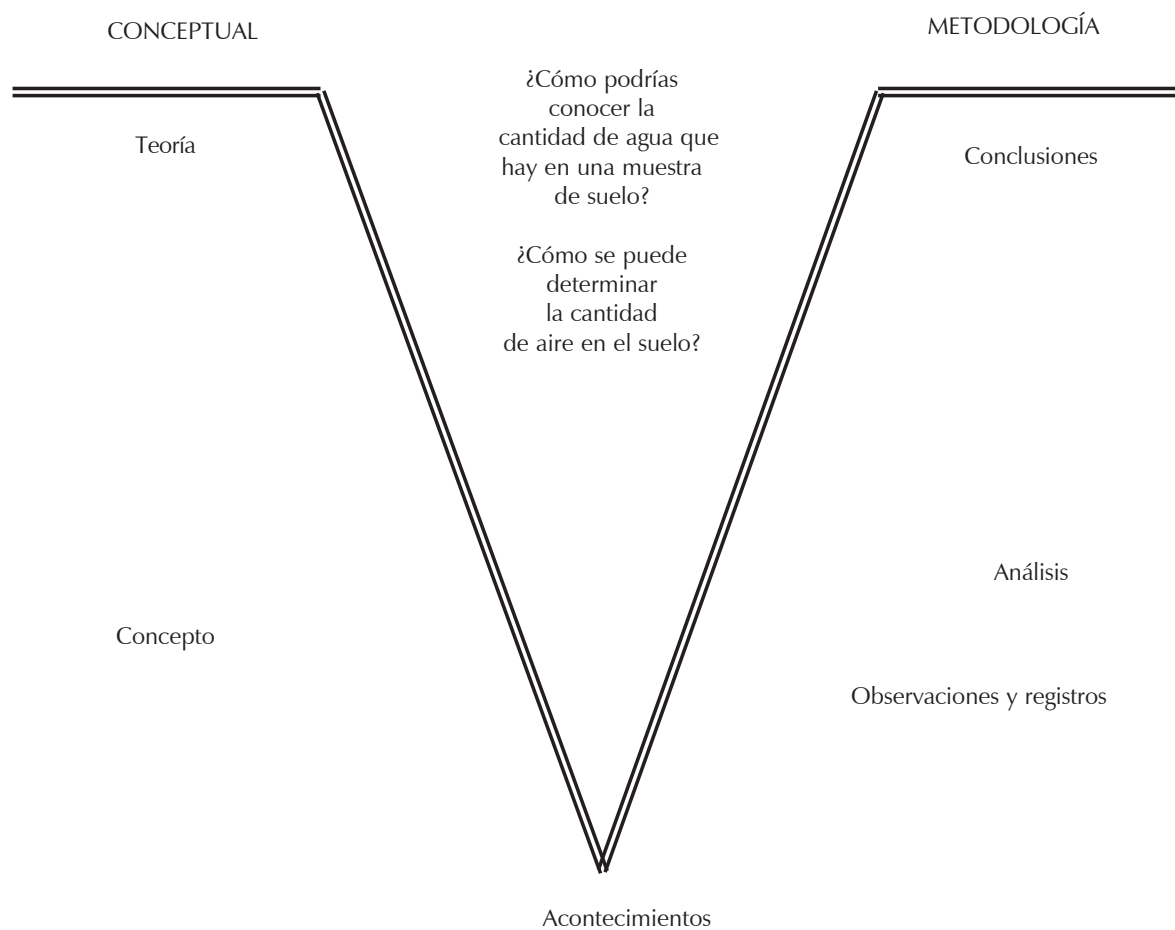 CONCEPTUAL
METODOLOGÍA
¿Cómo podrías
conocer la
cantidad de agua que
hay en una muestra
de suelo?
¿Cómo se puede
determinar
la cantidad
de aire en el suelo?
Teoría
Conclusiones
Análisis
Concepto
Observaciones y registros
Acontecimientos